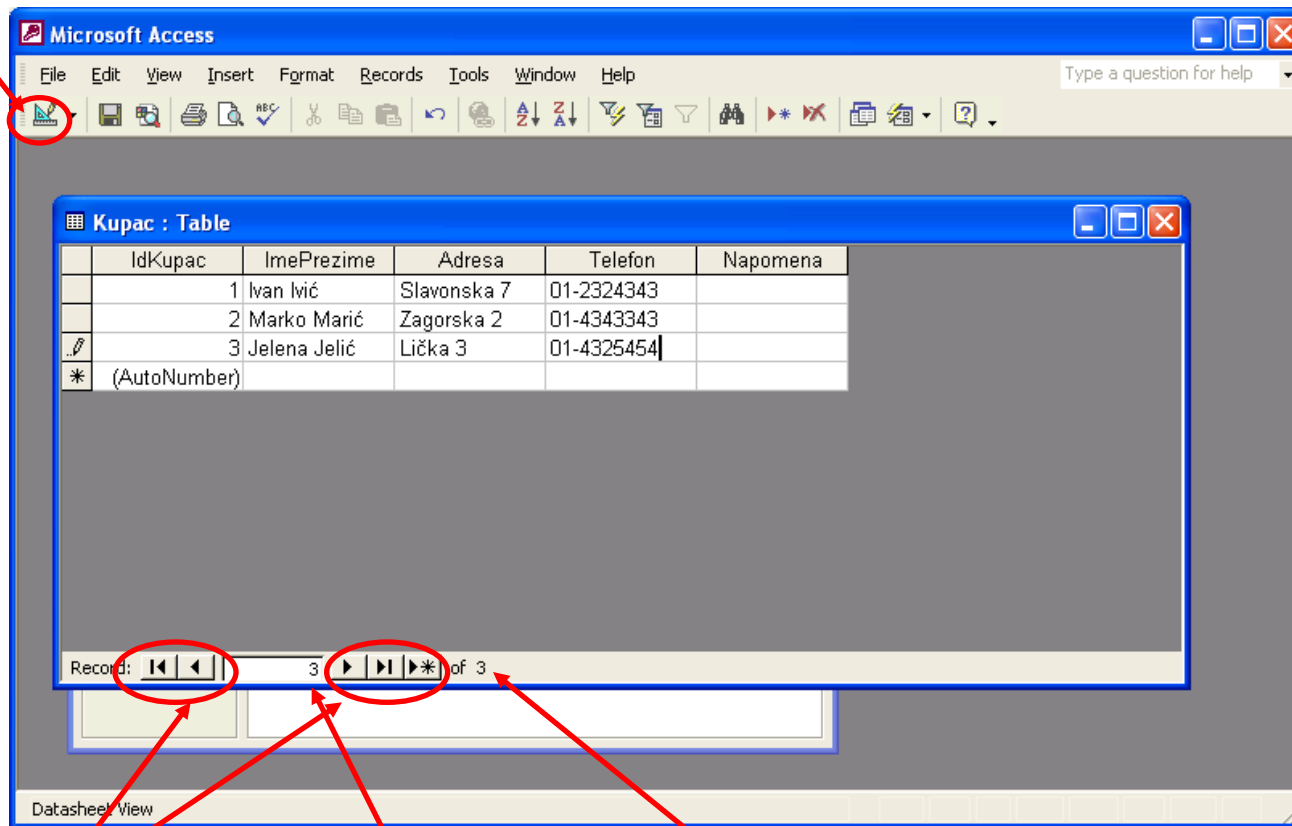 Microsoft Access
File Edit View Insert Format Records Tools Window Help Type a question for help
Kupac : Table
IdKupac ImePrezime Adresa Telefon Napomena
1 Ivan Ivić Slavonska 7 01-2324343
2 Marko Marić Zagorska 2 01-4343343
3 Jelena Jelić Lička 3 01-4325454
(AutoNumber)
Record: 3 of 3
Datasheet View